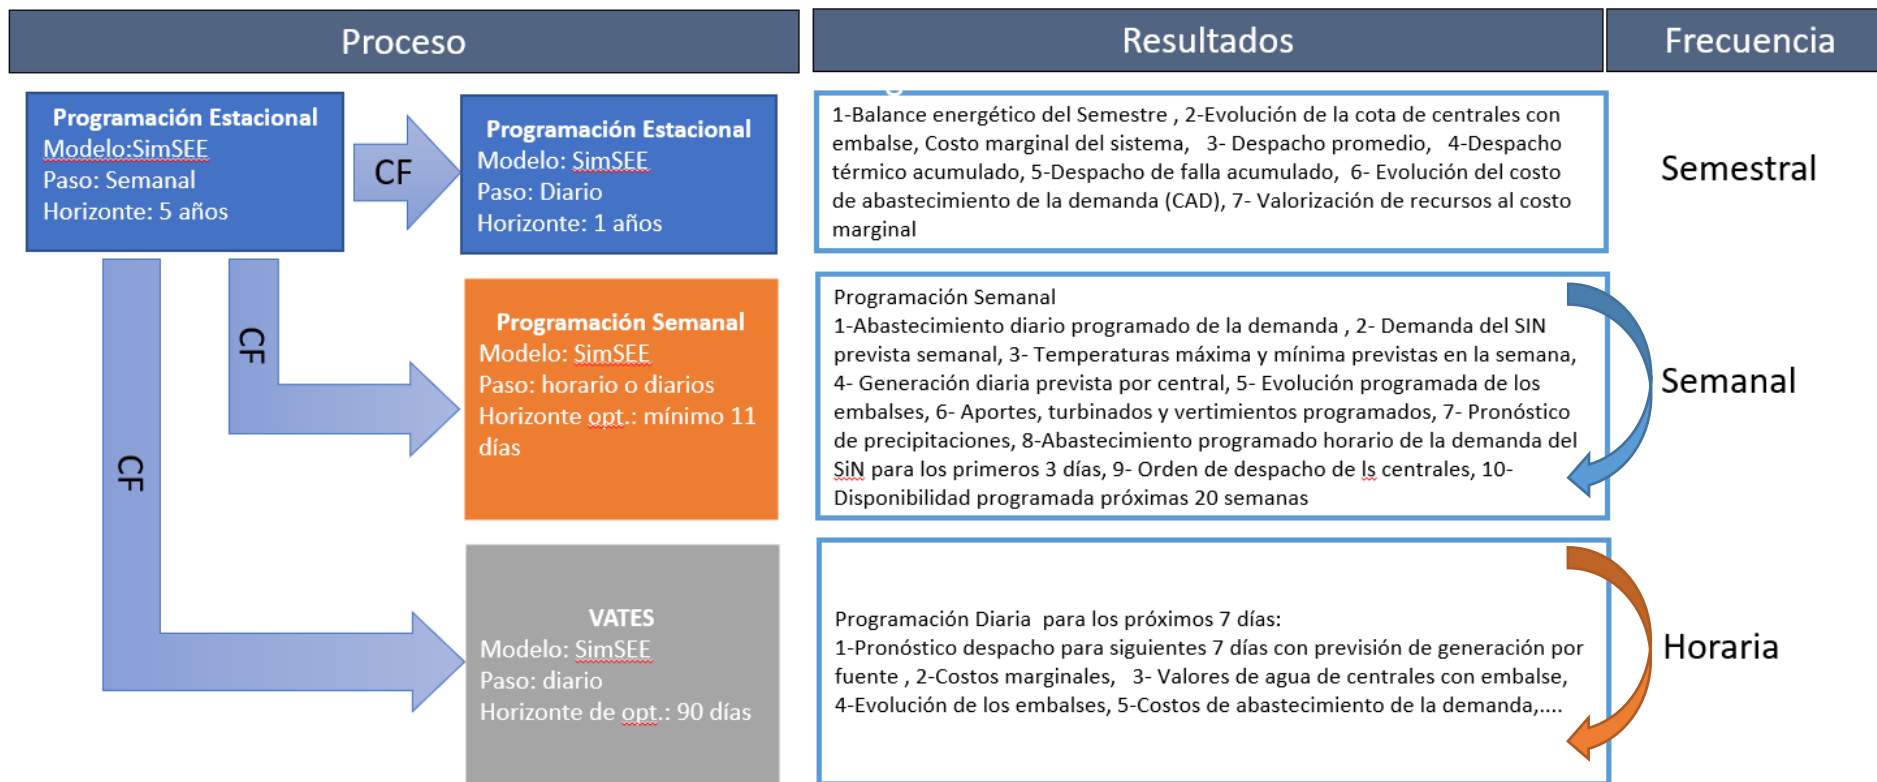 Proceso
Resultados
Frecuencia
Programación Estacional
Modelo:SimSEE
Paso: Semanal
Horizonte: 5 años
CF
Programación Estacional
Modelo: SimSEE
Paso: Diario
Horizonte: 1 años
1-Balance energético del Semestre , 2-Evolución de la cota de centrales con
embalse, Costo marginal del sistema, 3- Despacho promedio, 4-Despacho
térmico acumulado, 5-Despacho de falla acumulado, 6- Evolución del costo
de abastecimiento de la demanda (CAD), 7- Valorización de recursos al costo
marginal
Semestral
CF
Programación Semanal
Modelo: SimSEE
Paso: horario o diarios
Horizonte opt.: mínimo 11
días
Programación Semanal
1-Abastecimiento diario programado de la demanda , 2- Demanda del SIN
prevista semanal, 3- Temperaturas máxima y mínima previstas en la semana,
4- Generación diaria prevista por central, 5- Evolución programada de los
embalses, 6- Aportes, turbinados y vertimientos programados, 7- Pronóstico
de precipitaciones, 8-Abastecimiento programado horario de la demanda del
SiN para los primeros 3 días, 9- Orden de despacho de ls centrales, 10-
Disponibilidad programada próximas 20 semanas
Semanal
CF
VATES
Modelo: SimSEE
Paso: diario
Horizonte de opt.: 90 días
Programación Diaria para los próximos 7 días:
1-Pronóstico despacho para siguientes 7 días con previsión de generación por
fuente , 2-Costos marginales, 3- Valores de agua de centrales con embalse,
4-Evolución de los embalses, 5-Costos de abastecimiento de la demanda,....
Horaria